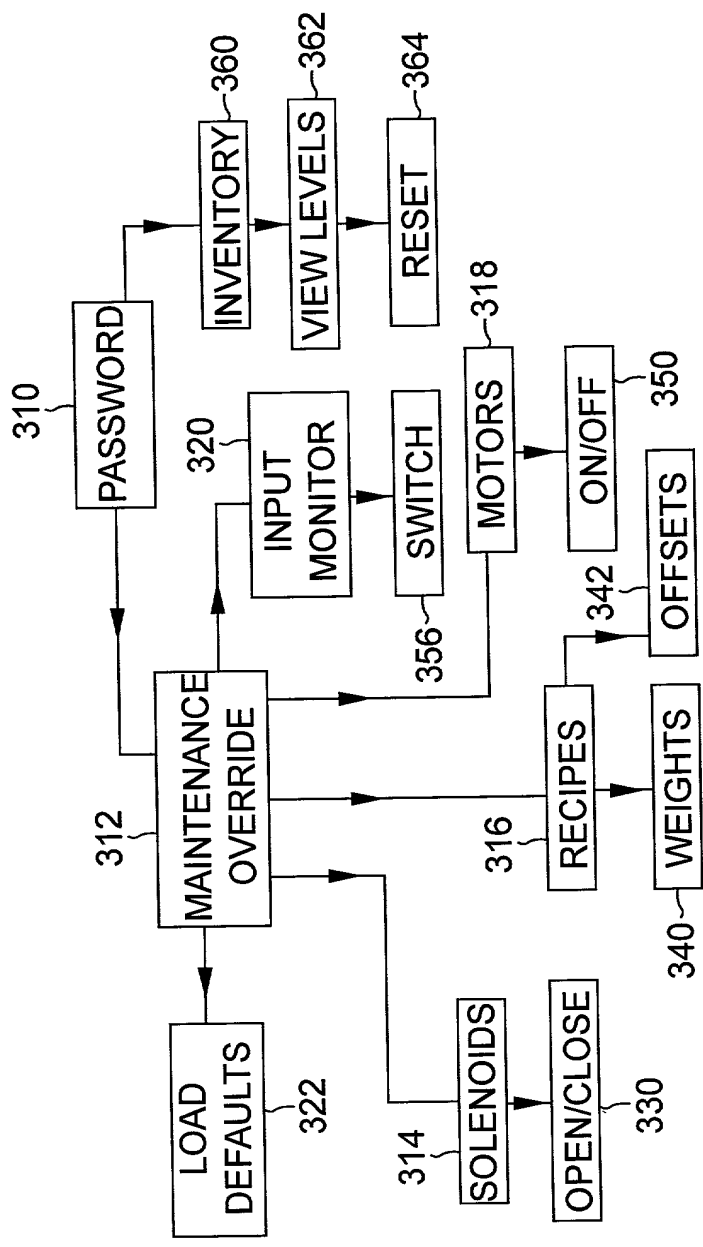 310
PASSWORD
312
MAINTENANCE
OVERRIDE
LOAD
DEFAULTS
322
320
INPUT
MONITOR
SWITCH
356
INVENTORY
360
VIEW LEVELS
362
RESET
364
314
SOLENOIDS
OPEN/CLOSE
330
316
RECIPES
WEIGHTS
340
342
OFFSETS
MOTORS
318
ON/OFF
350